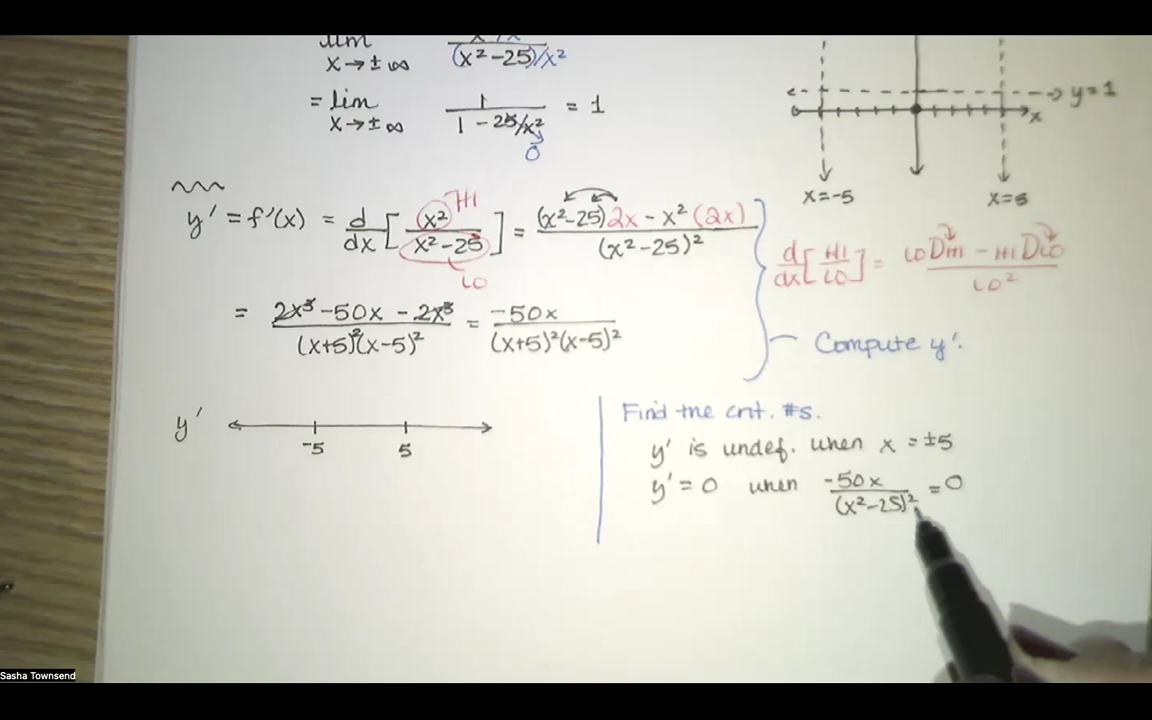 lim x→±∞ /(x²-25)/x²
= lim x→±∞ 1/(1 - 25/x²) = 1
0
y=1
x
x=-5 x=5
y' = f'(x) = d/dx [x²/(x²-25)] = ((x²-25)2x - x²(2x))/(x²-25)²
HI
LO
d/dx[HI/LO] = (LO DHI - HI DLO)/LO²
= (2x³ - 50x - 2x³)/((x+5)²(x-5)²) = -50x/((x+5)²(x-5)²)
Compute y'.
y'
-5 5
Find the crit. #s.
y' is undef. when x = ±5
y' = 0 when -50x/(x²-25)² = 0
Sasha Townsend